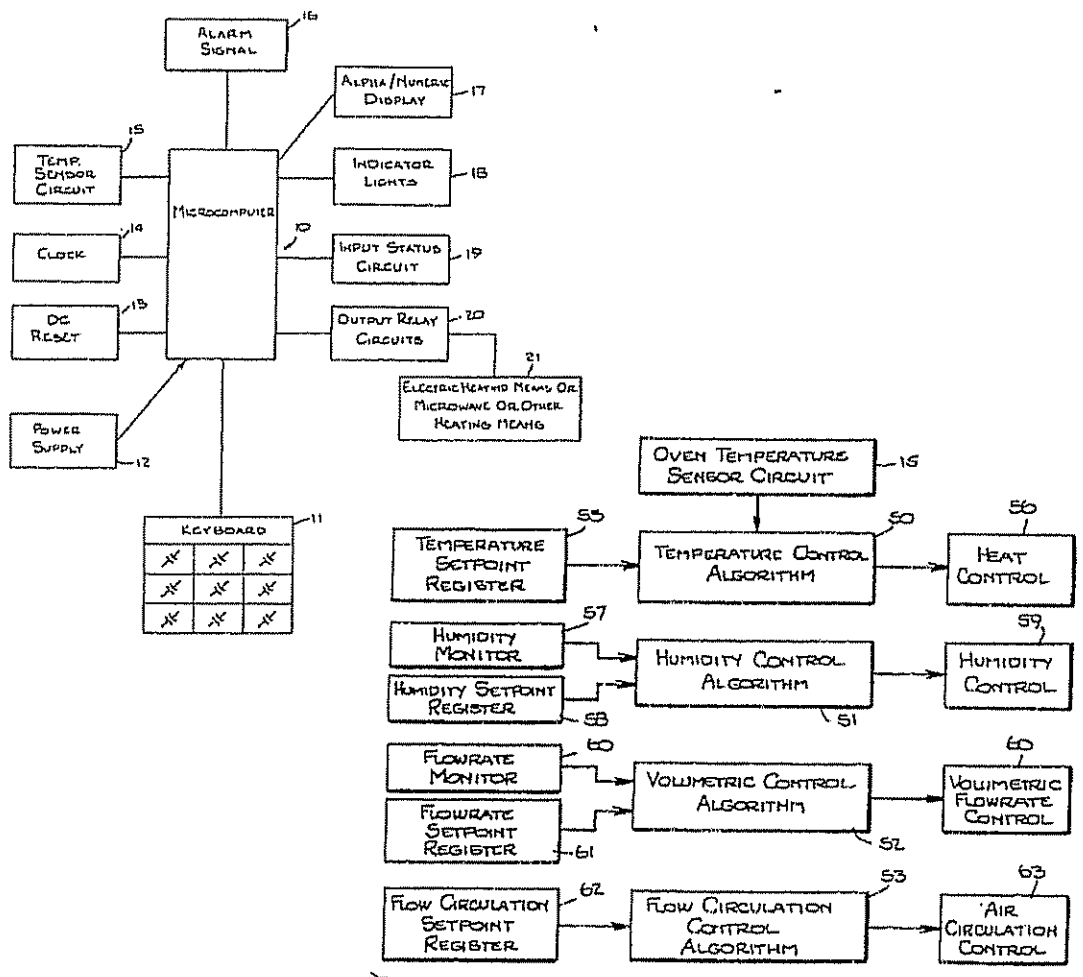 16
ALARM
SIGNAL
ALPHA/NUMERIC
DISPLAY
17
15
TEMP.
SENSOR
CIRCUIT
MICROCOMPUTER
INDICATOR
LIGHTS
18
14
CLOCK
10
INPUT STATUS
CIRCUIT
19
13
DC
RESET
OUTPUT RELAY
CIRCUITS
20
21
ELECTRIC HEATING MEANS OR
MICROWAVE OR OTHER
HEATING MEANS
POWER
SUPPLY
12
11
KEYBOARD
OVEN TEMPERATURE
SENSOR CIRCUIT
15
55
TEMPERATURE
SETPOINT
REGISTER
50
TEMPERATURE CONTROL
ALGORITHM
56
HEAT
CONTROL
57
HUMIDITY
MONITOR
HUMIDITY SETPOINT
REGISTER
58
HUMIDITY CONTROL
ALGORITHM
51
59
HUMIDITY
CONTROL
60
FLOWRATE
MONITOR
FLOWRATE
SETPOINT
REGISTER
61
VOLUMETRIC CONTROL
ALGORITHM
52
60
VOLUMETRIC
FLOWRATE
CONTROL
62
FLOW CIRCULATION
SETPOINT
REGISTER
53
FLOW CIRCULATION
CONTROL
ALGORITHM
63
AIR
CIRCULATION
CONTROL